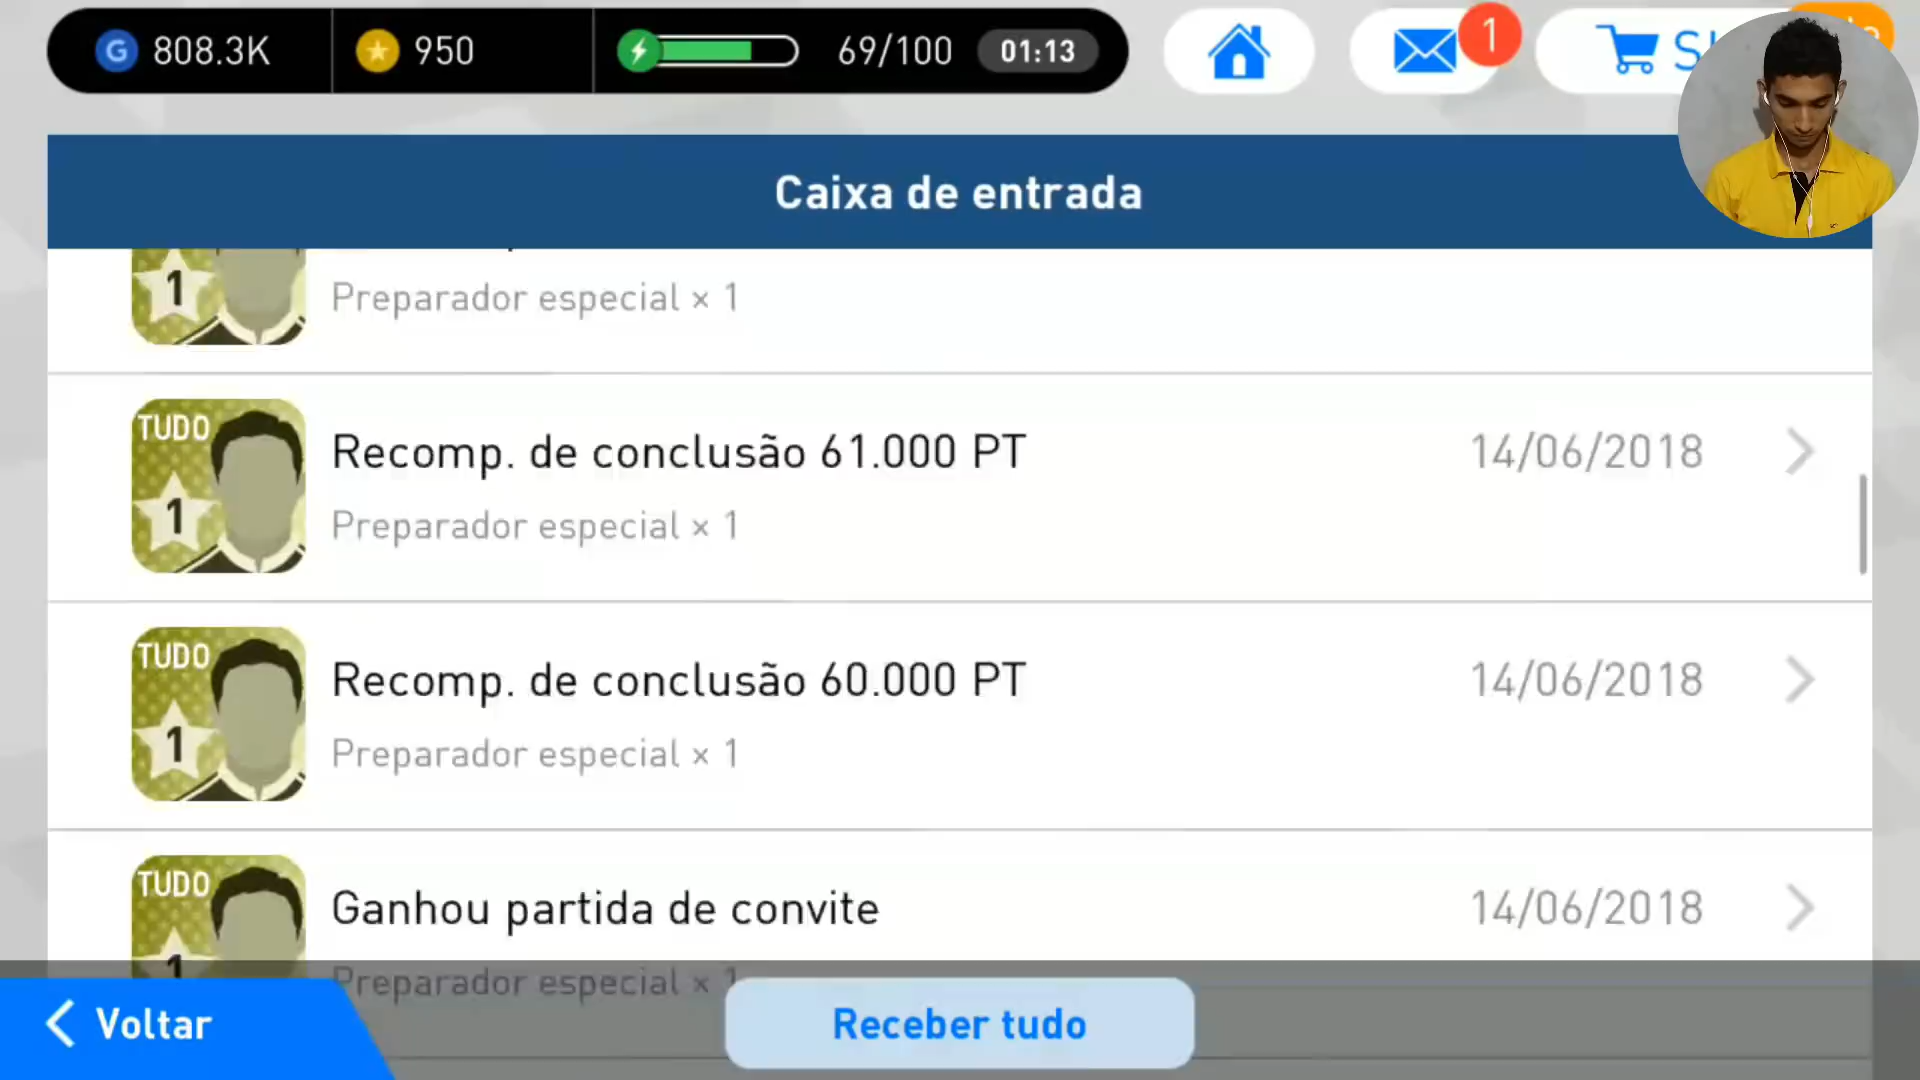 G 808.3K 950 69/100 01:13 1
Caixa de entrada
1
Preparador especial × 1
TUDO
1
Recomp. de conclusão 61.000 PT 14/06/2018
Preparador especial × 1
TUDO
1
Recomp. de conclusão 60.000 PT 14/06/2018
Preparador especial × 1
TUDO
1
Ganhou partida de convite 14/06/2018
Preparador especial × 1
Voltar
Receber tudo